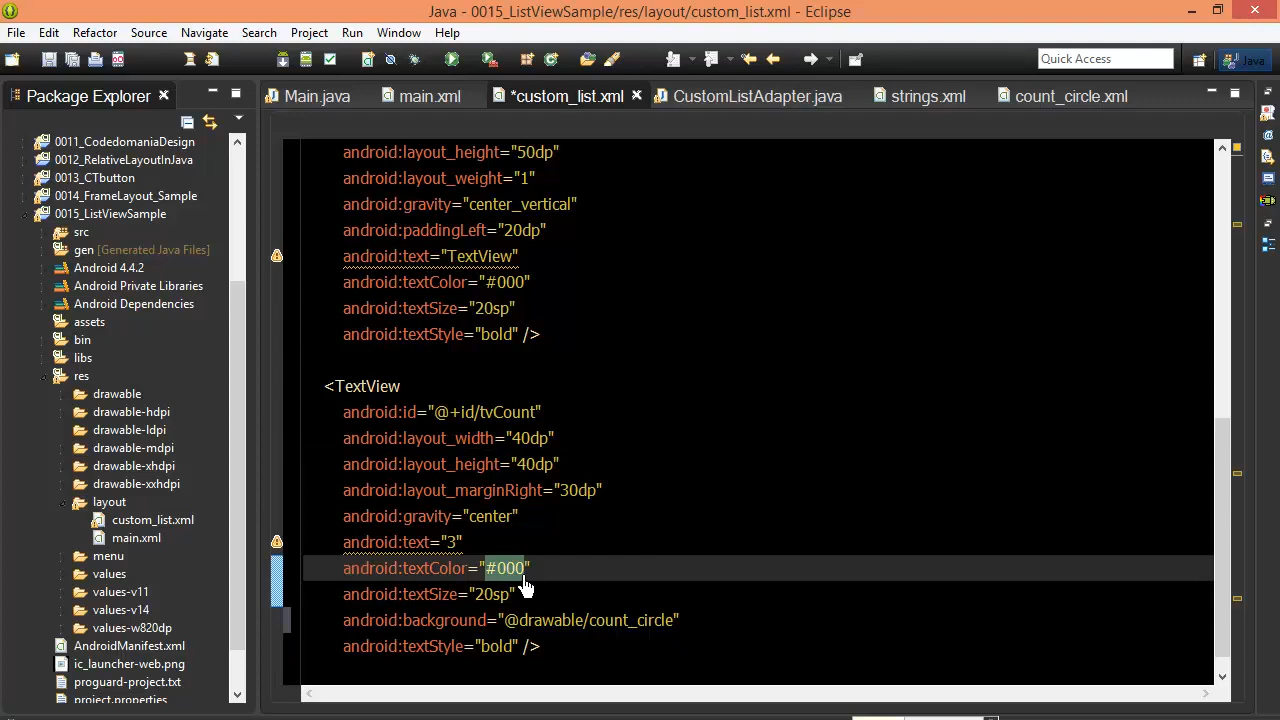 Java - 0015_ListViewSample/res/layout/custom_list.xml - Eclipse
File Edit Refactor Source Navigate Search Project Run Window Help
Quick Access
Java
Package Explorer
Main.java main.xml *custom_list.xml CustomListAdapter.java strings.xml count_circle.xml
0011_CodedomaniaDesign
0012_RelativeLayoutInJava
0013_CTbutton
0014_FrameLayout_Sample
0015_ListViewSample
src
gen [Generated Java Files]
Android 4.4.2
Android Private Libraries
Android Dependencies
assets
bin
libs
res
drawable
drawable-hdpi
drawable-ldpi
drawable-mdpi
drawable-xhdpi
drawable-xxhdpi
layout
custom_list.xml
main.xml
menu
values
values-v11
values-v14
values-w820dp
AndroidManifest.xml
ic_launcher-web.png
proguard-project.txt
project.properties
android:layout_height="50dp"
android:layout_weight="1"
android:gravity="center_vertical"
android:paddingLeft="20dp"
android:text="TextView"
android:textColor="#000"
android:textSize="20sp"
android:textStyle="bold" />
<TextView
android:id="@+id/tvCount"
android:layout_width="40dp"
android:layout_height="40dp"
android:layout_marginRight="30dp"
android:gravity="center"
android:text="3"
android:textColor="#000"
android:textSize="20sp"
android:background="@drawable/count_circle"
android:textStyle="bold" />